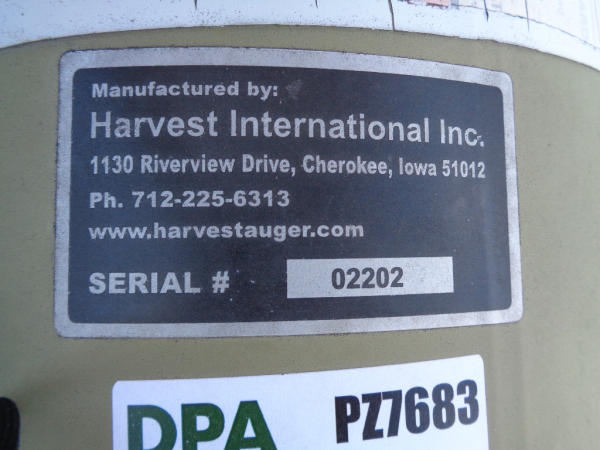 Manufactured by:
Harvest International Inc.
1130 Riverview Drive, Cherokee, Iowa 51012
Ph. 712-225-6313
www.harvestauger.com
SERIAL # 02202
DPA PZ7683